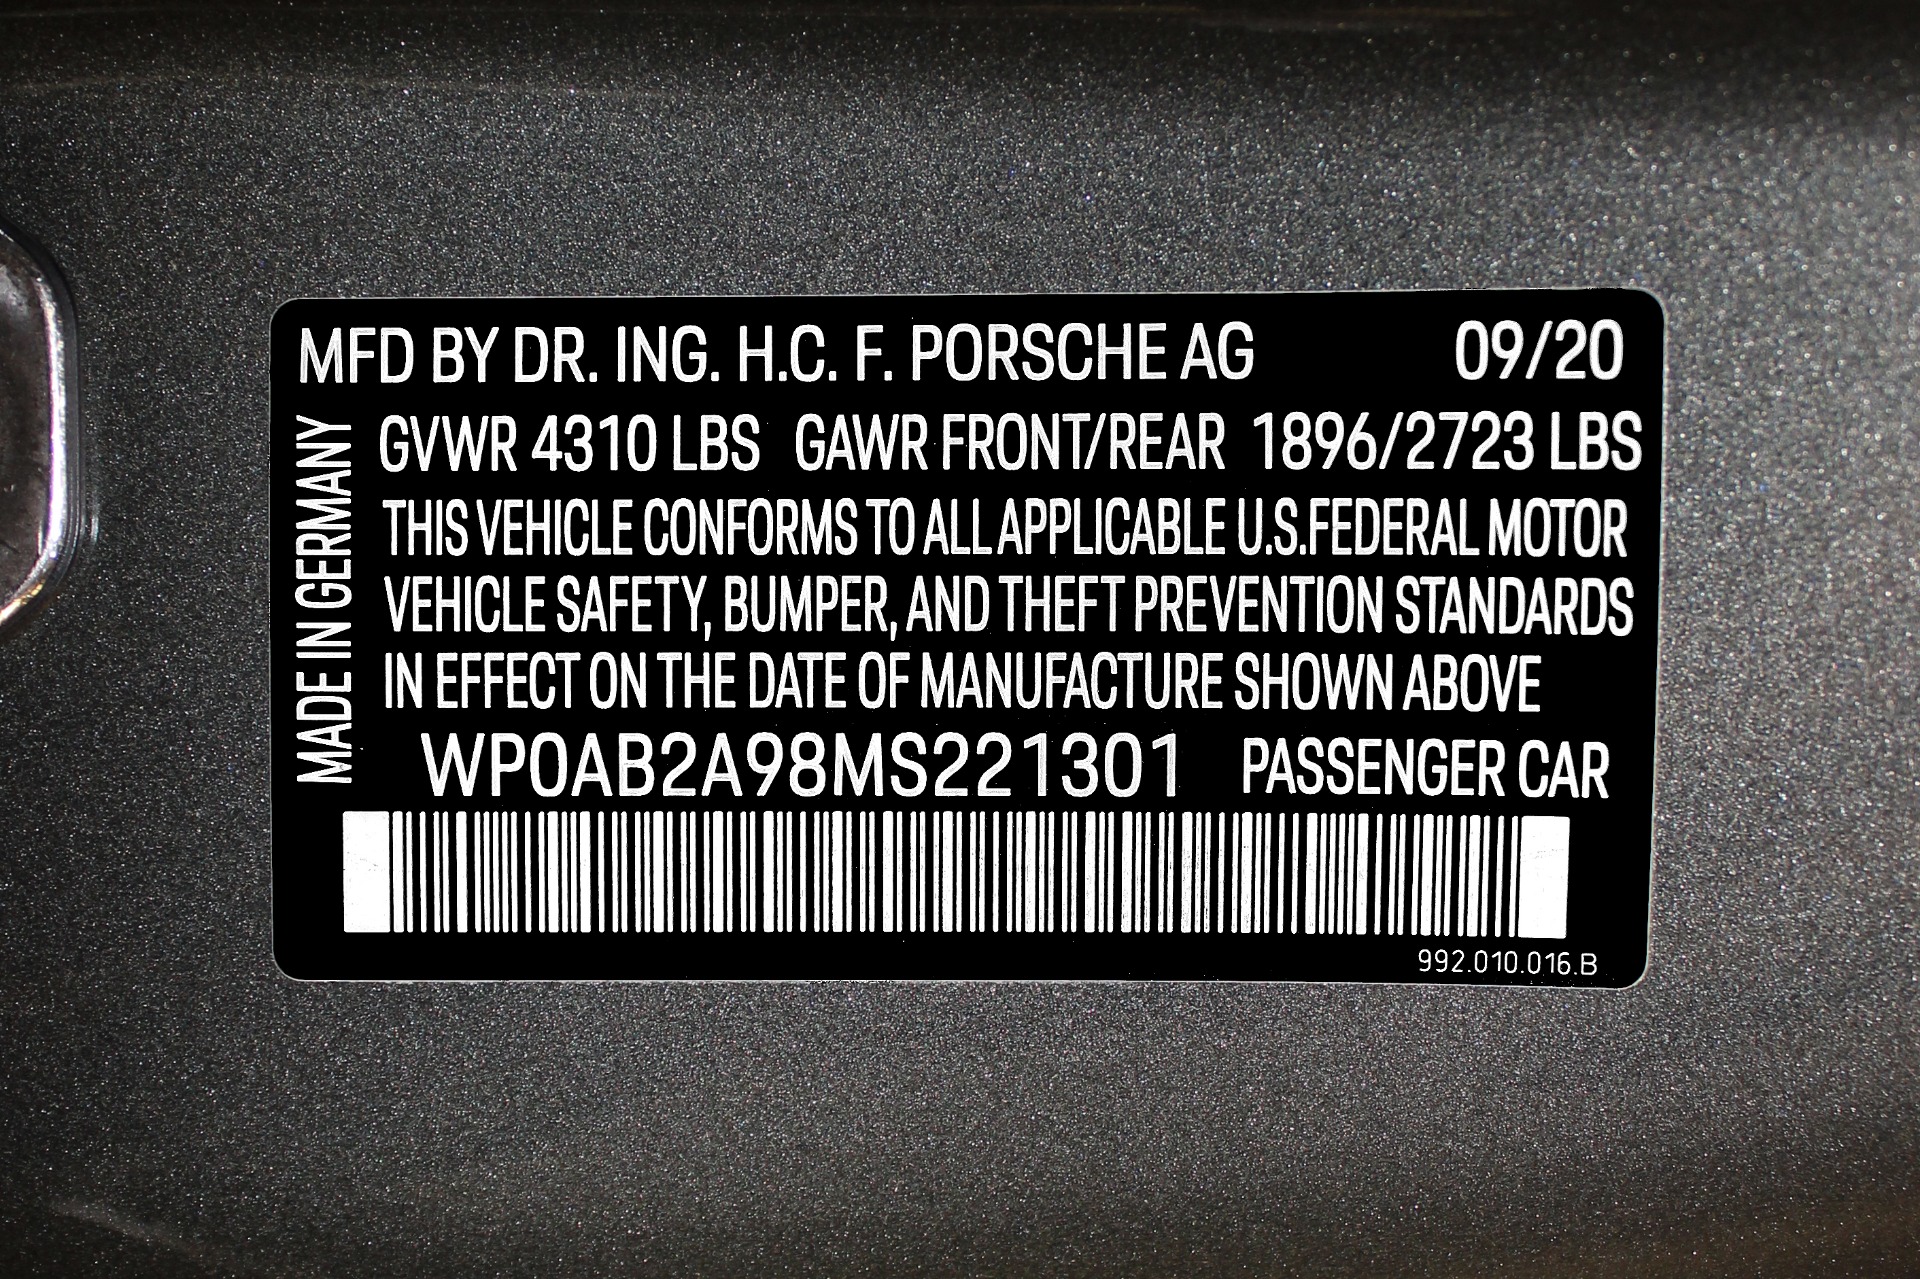 MFD BY DR. ING. H.C. F. PORSCHE AG 09/20
MADE IN GERMANY
GVWR 4310 LBS GAWR FRONT/REAR 1896/2723 LBS
THIS VEHICLE CONFORMS TO ALL APPLICABLE U.S.FEDERAL MOTOR
VEHICLE SAFETY, BUMPER, AND THEFT PREVENTION STANDARDS
IN EFFECT ON THE DATE OF MANUFACTURE SHOWN ABOVE
WP0AB2A98MS221301 PASSENGER CAR
992.010.016.B